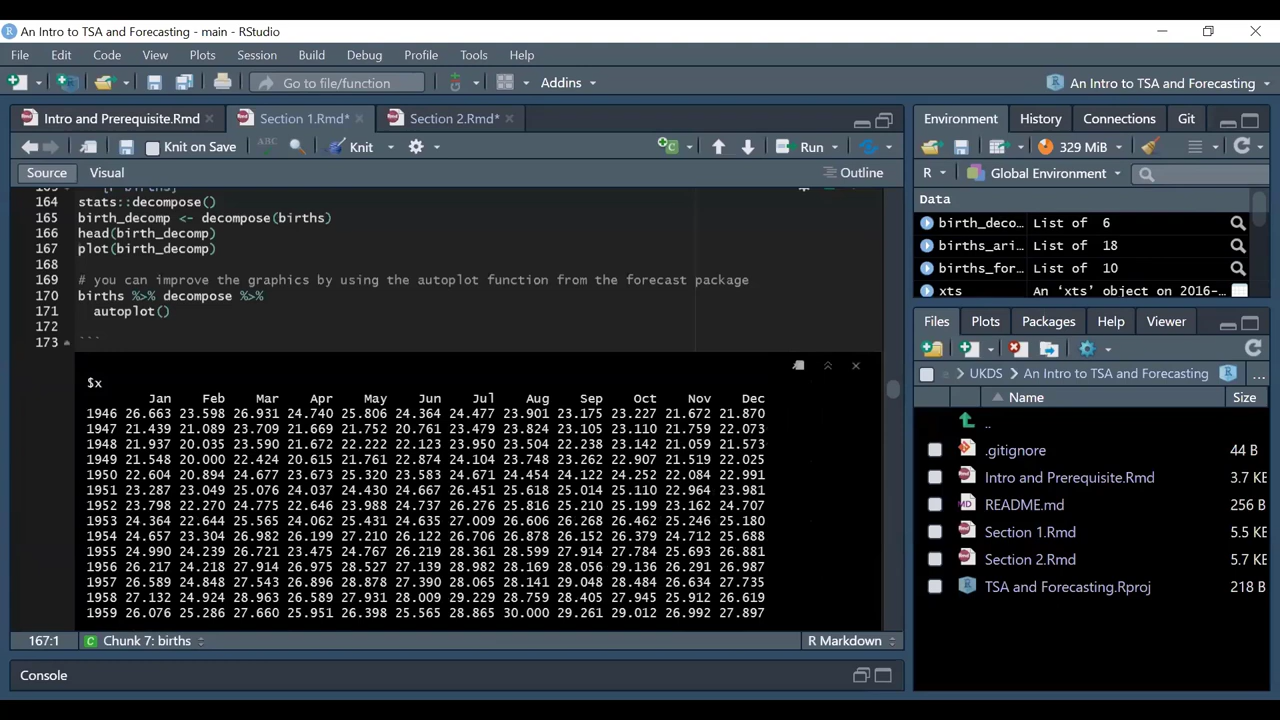 An Intro to TSA and Forecasting - main - RStudio
File Edit Code View Plots Session Build Debug Profile Tools Help
Go to file/function Addins An Intro to TSA and Forecasting
Intro and Prerequisite.Rmd Section 1.Rmd* Section 2.Rmd*
Knit on Save ABC Knit Run
Source Visual Outline
164 stats::decompose()
165 birth_decomp <- decompose(births)
166 head(birth_decomp)
167 plot(birth_decomp)
168
169 # you can improve the graphics by using the autoplot function from the forecast package
170 births %>% decompose %>%
171 autoplot()
172
173 ```
$x
Jan Feb Mar Apr May Jun Jul Aug Sep Oct Nov Dec
1946 26.663 23.598 26.931 24.740 25.806 24.364 24.477 23.901 23.175 23.227 21.672 21.870
1947 21.439 21.089 23.709 21.669 21.752 20.761 23.479 23.824 23.105 23.110 21.759 22.073
1948 21.937 20.035 23.590 21.672 22.222 22.123 23.950 23.504 22.238 23.142 21.059 21.573
1949 21.548 20.000 22.424 20.615 21.761 22.874 24.104 23.748 23.262 22.907 21.519 22.025
1950 22.604 20.894 24.677 23.673 25.320 23.583 24.671 24.454 24.122 24.252 22.084 22.991
1951 23.287 23.049 25.076 24.037 24.430 24.667 26.451 25.618 25.014 25.110 22.964 23.981
1952 23.798 22.270 24.775 22.646 23.988 24.737 26.276 25.816 25.210 25.199 23.162 24.707
1953 24.364 22.644 25.565 24.062 25.431 24.635 27.009 26.606 26.268 26.462 25.246 25.180
1954 24.657 23.304 26.982 26.199 27.210 26.122 26.706 26.878 26.152 26.379 24.712 25.688
1955 24.990 24.239 26.721 23.475 24.767 26.219 28.361 28.599 27.914 27.784 25.693 26.881
1956 26.217 24.218 27.914 26.975 28.527 27.139 28.982 28.169 28.056 29.136 26.291 26.987
1957 26.589 24.848 27.543 26.896 28.878 27.390 28.065 28.141 29.048 28.484 26.634 27.735
1958 27.132 24.924 28.963 26.589 27.931 28.009 29.229 28.759 28.405 27.945 25.912 26.619
1959 26.076 25.286 27.660 25.951 26.398 25.565 28.865 30.000 29.261 29.012 26.992 27.897
167:1 Chunk 7: births R Markdown
Console
Environment History Connections Git
329 MiB
R Global Environment
Data
birth_deco... List of 6
births_ari... List of 18
births_for... List of 10
xts An ‘xts’ object on 2016-...
Files Plots Packages Help Viewer
UKDS An Intro to TSA and Forecasting ...
Name Size
..
.gitignore 44 B
Intro and Prerequisite.Rmd 3.7 KB
README.md 256 B
Section 1.Rmd 5.5 KB
Section 2.Rmd 5.7 KB
TSA and Forecasting.Rproj 218 B